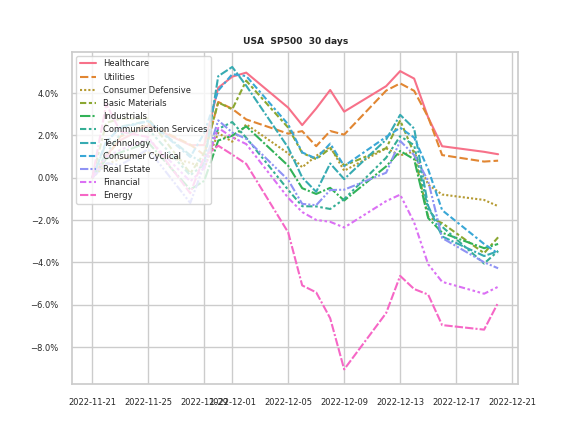 USA SP500 30 days
Healthcare
Utilities
Consumer Defensive
Basic Materials
Industrials
Communication Services
Technology
Consumer Cyclical
Real Estate
Financial
Energy
4.0%
2.0%
0.0%
−2.0%
−4.0%
−6.0%
−8.0%
2022-11-21 2022-11-25 2022-11-29 2022-12-01 2022-12-05 2022-12-09 2022-12-13 2022-12-17 2022-12-21